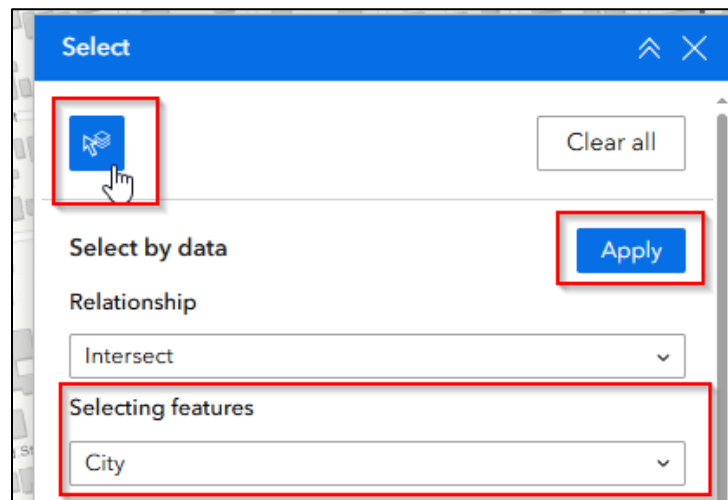 Select
Clear all
Select by data
Apply
Relationship
Intersect
Selecting features
City